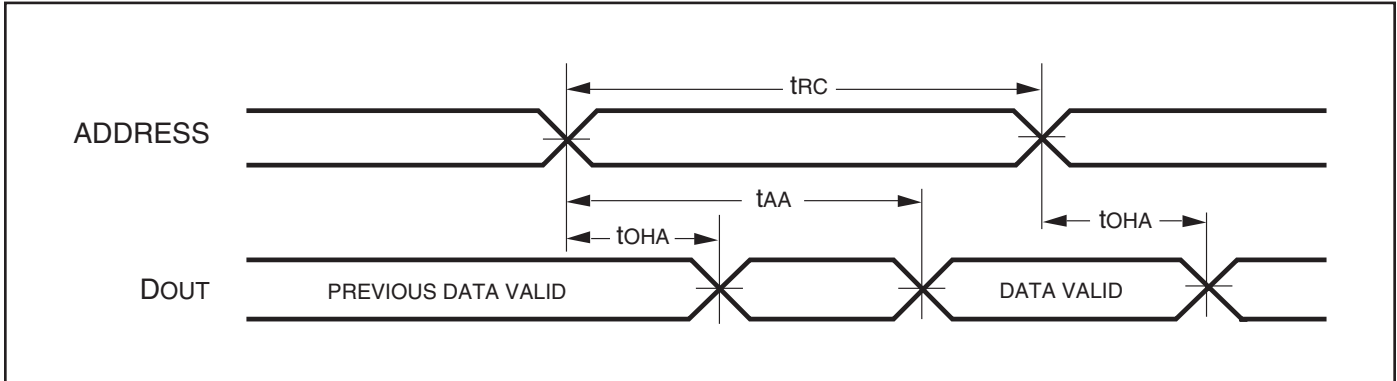 tRC
ADDRESS
tAA
tOHA
tOHA
DOUT
PREVIOUS DATA VALID
DATA VALID